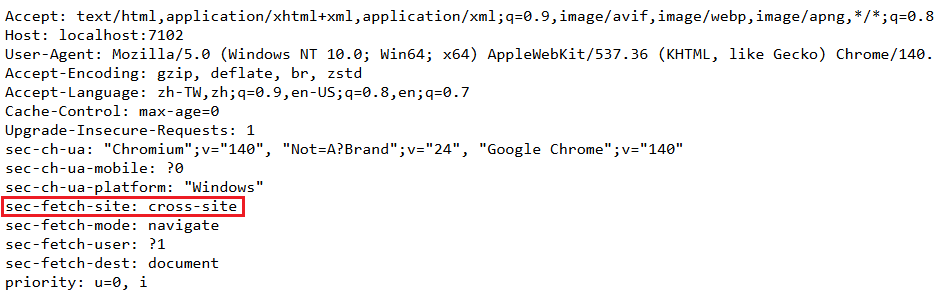 Accept: text/html,application/xhtml+xml,application/xml;q=0.9,image/avif,image/webp,image/apng,*/*;q=0.8
Host: localhost:7102
User-Agent: Mozilla/5.0 (Windows NT 10.0; Win64; x64) AppleWebKit/537.36 (KHTML, like Gecko) Chrome/140.
Accept-Encoding: gzip, deflate, br, zstd
Accept-Language: zh-TW,zh;q=0.9,en-US;q=0.8,en;q=0.7
Cache-Control: max-age=0
Upgrade-Insecure-Requests: 1
sec-ch-ua: "Chromium";v="140", "Not=A?Brand";v="24", "Google Chrome";v="140"
sec-ch-ua-mobile: ?0
sec-ch-ua-platform: "Windows"
sec-fetch-site: cross-site
sec-fetch-mode: navigate
sec-fetch-user: ?1
sec-fetch-dest: document
priority: u=0, i